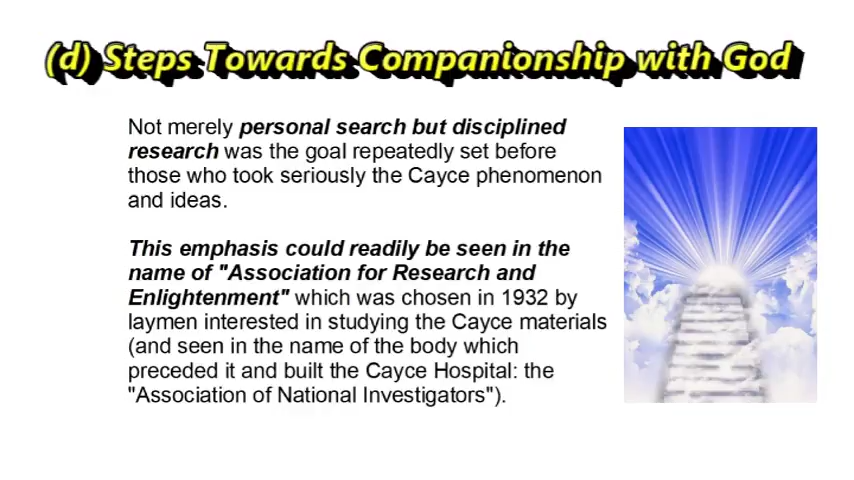 (d) Steps Towards Companionship with God
Not merely personal search but disciplined
research was the goal repeatedly set before
those who took seriously the Cayce phenomenon
and ideas.
This emphasis could readily be seen in the
name of "Association for Research and
Enlightenment" which was chosen in 1932 by
laymen interested in studying the Cayce materials
(and seen in the name of the body which
preceded it and built the Cayce Hospital: the
"Association of National Investigators").